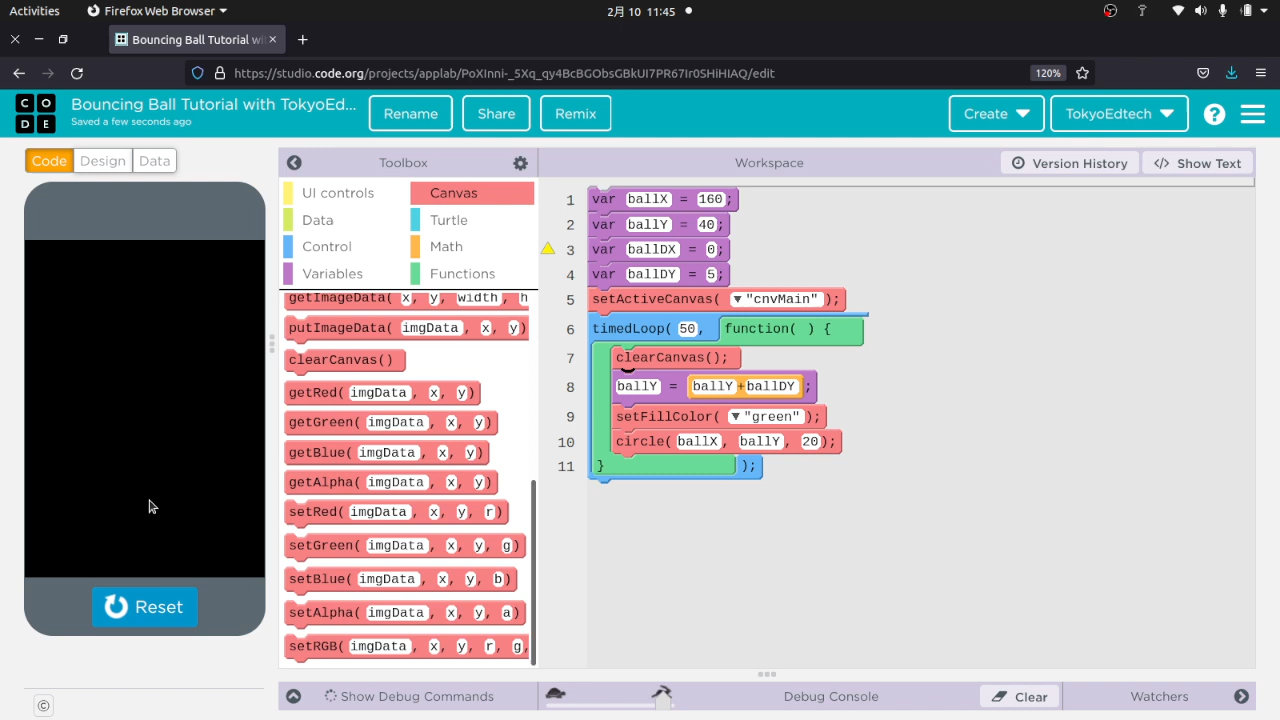 Activities Firefox Web Browser 2月 10 11:45
Bouncing Ball Tutorial wi
https://studio.code.org/projects/applab/PoXInni-_5Xq_qy4BcBGObsGBkUI7PR67Ir0SHiHIAQ/edit 120%
CODE Bouncing Ball Tutorial with TokyoEd... Rename Share Remix Create TokyoEdtech ?
Saved a few seconds ago
Code Design Data Toolbox Workspace Version History </> Show Text
UI controls Canvas
Data Turtle
Control Math
Variables Functions
getImageData( x, y, width, h
putImageData( imgData, x, y)
clearCanvas()
getRed( imgData, x, y)
getGreen( imgData, x, y)
getBlue( imgData, x, y)
getAlpha( imgData, x, y)
setRed( imgData, x, y, r)
setGreen( imgData, x, y, g)
setBlue( imgData, x, y, b)
setAlpha( imgData, x, y, a)
setRGB( imgData, x, y, r, g,
1 var ballX = 160;
2 var ballY = 40;
3 var ballDX = 0;
4 var ballDY = 5;
5 setActiveCanvas( ▼"cnvMain");
6 timedLoop( 50, function( ) {
7 clearCanvas();
8 ballY = ballY+ballDY;
9 setFillColor( ▼"green");
10 circle( ballX, ballY, 20);
11 } );
Reset
© Show Debug Commands Debug Console Clear Watchers